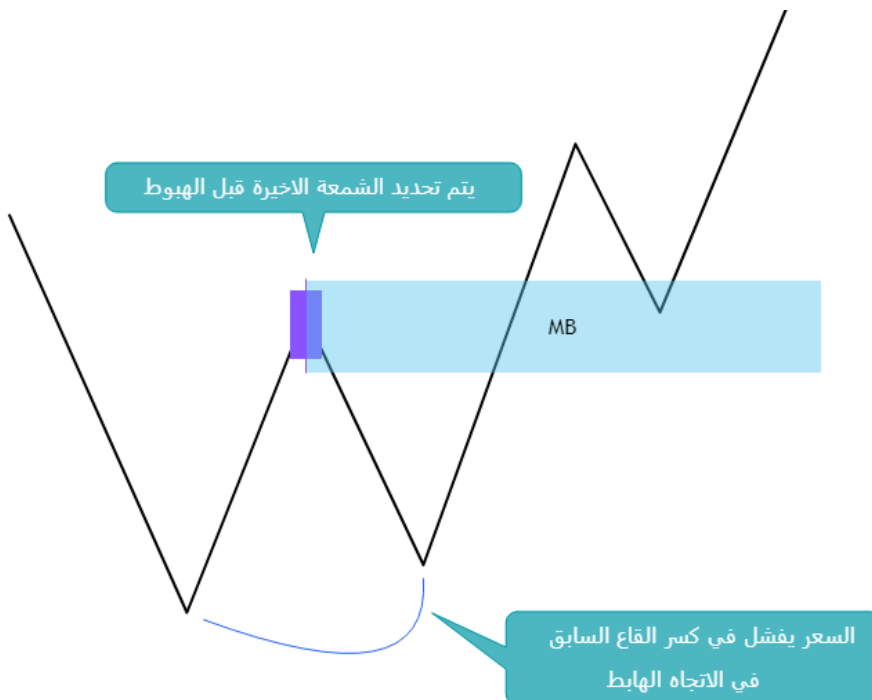 يتم تحديد الشمعة الاخيرة قبل الهبوط
MB
السعر يفشل في كسر القاع السابق
في الاتجاه الهابط